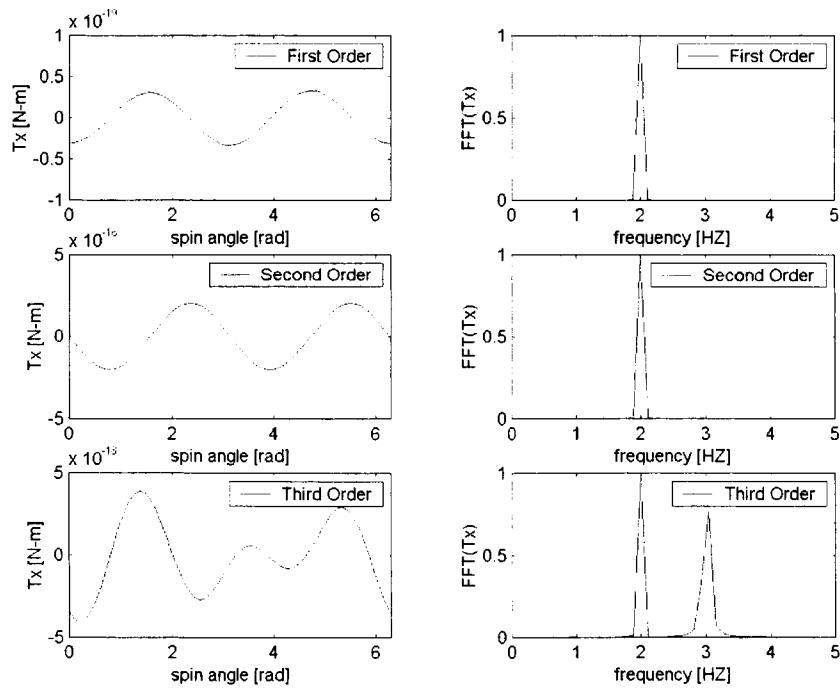 x 10⁻¹⁹
1
0.5
0
-0.5
-1
Tx [N-m]
First Order
0 2 4 6
spin angle [rad]
1
0.5
0
FFT(Tx)
First Order
0 1 2 3 4 5
frequency [HZ]
x 10⁻¹⁶
5
0
-5
Tx [N-m]
Second Order
0 2 4 6
spin angle [rad]
1
0.5
0
FFT(Tx)
Second Order
0 1 2 3 4 5
frequency [HZ]
5
0
-5
Tx [N-m]
Third Order
0 2 4 6
spin angle [rad]
1
0.5
0
FFT(Tx)
Third Order
0 1 2 3 4 5
frequency [HZ]